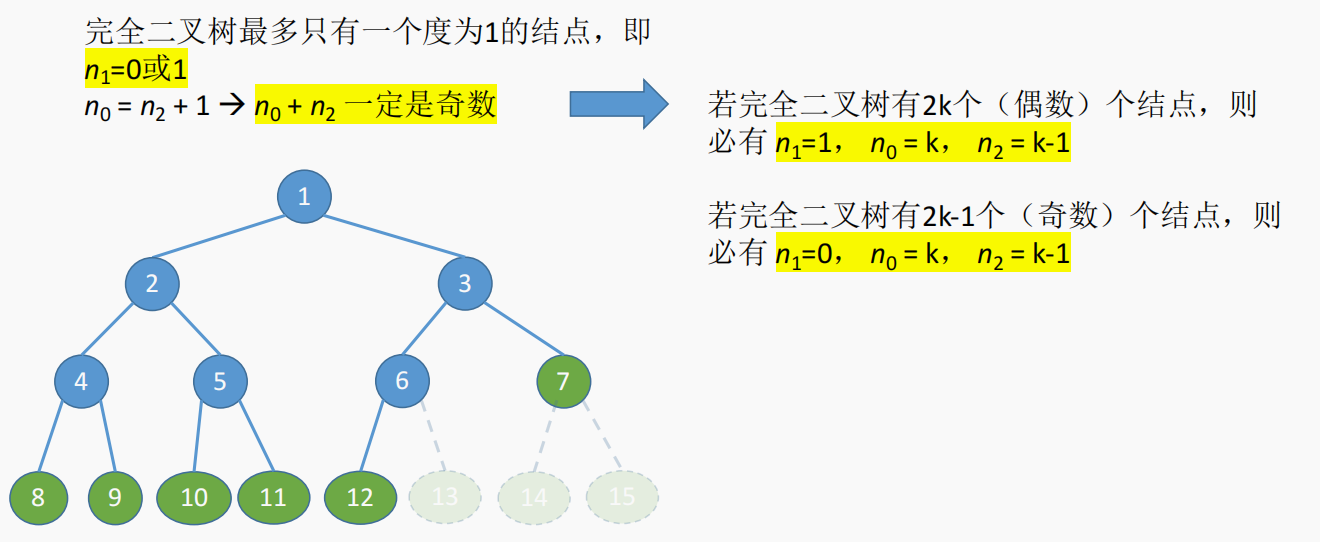 完全二叉树最多只有一个度为1的结点，即
n₁=0或1
n₀ = n₂ + 1 → n₀ + n₂ 一定是奇数
若完全二叉树有2k个（偶数）个结点，则
必有 n₁=1， n₀ = k， n₂ = k-1
若完全二叉树有2k-1个（奇数）个结点，则
必有 n₁=0， n₀ = k， n₂ = k-1
1
2 3
4 5 6 7
8 9 10 11 12 13 14 15